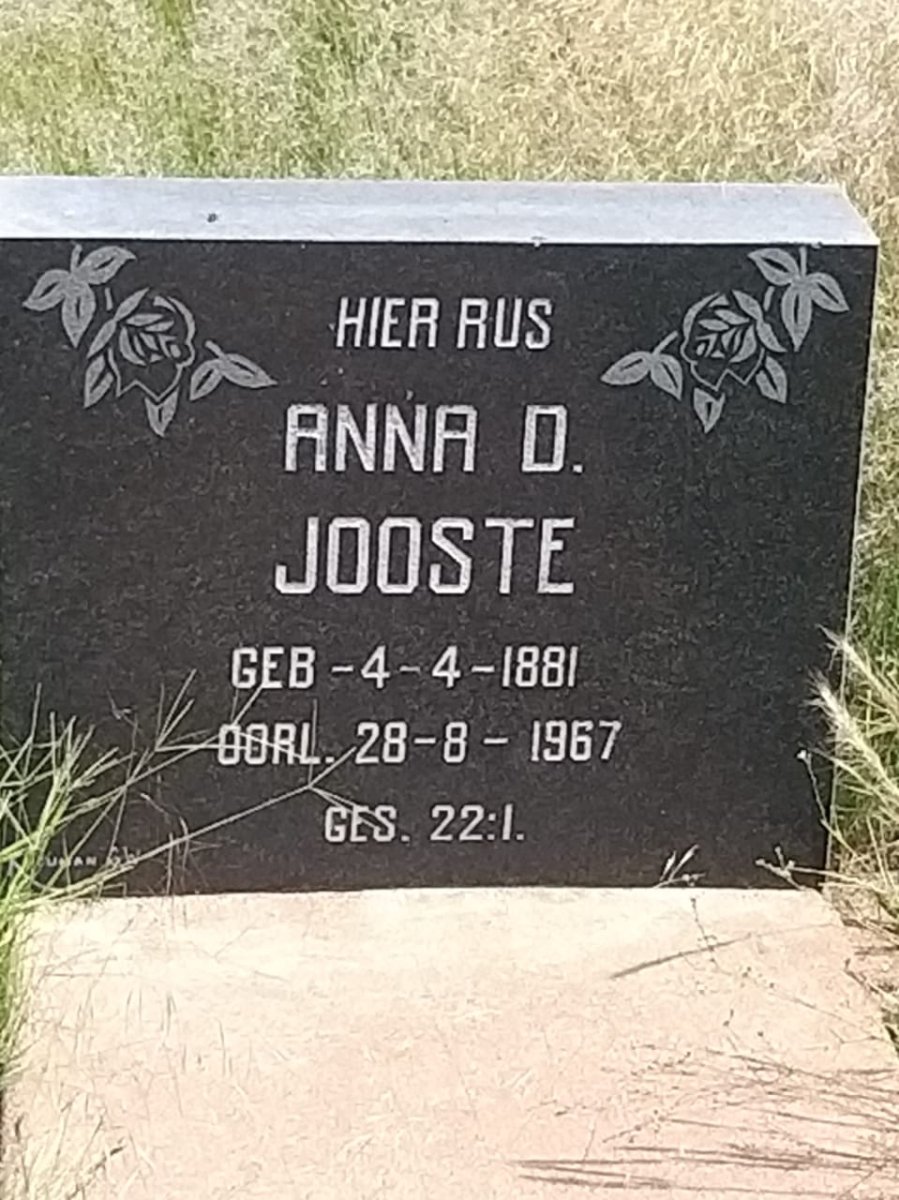 HIER RUS
ANNA D.
JOOSTE
GEB - 4 - 4 - 1881
OORL. 28 - 8 - 1967
GES. 22:1.